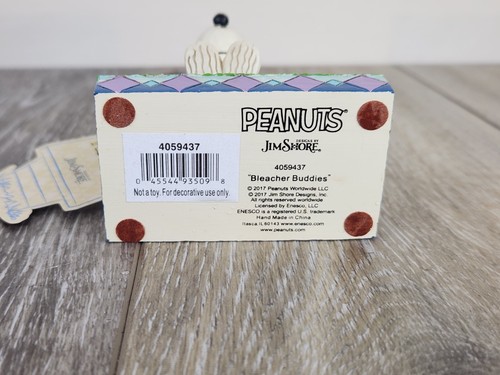 PEANUTS®
DESIGNS BY
JIM SHORE
4059437
"Bleacher Buddies"
© 2017 Peanuts Worldwide LLC
© 2017 Jim Shore Designs, Inc.
All rights reserved worldwide
Licensed by Enesco, LLC
ENESCO is a registered U.S. trademark
Hand Made in China
Itasca IL 60143 www.enesco.com
www.peanuts.com
4059437
0 45544 93509 8
Not a toy. For decorative use only.